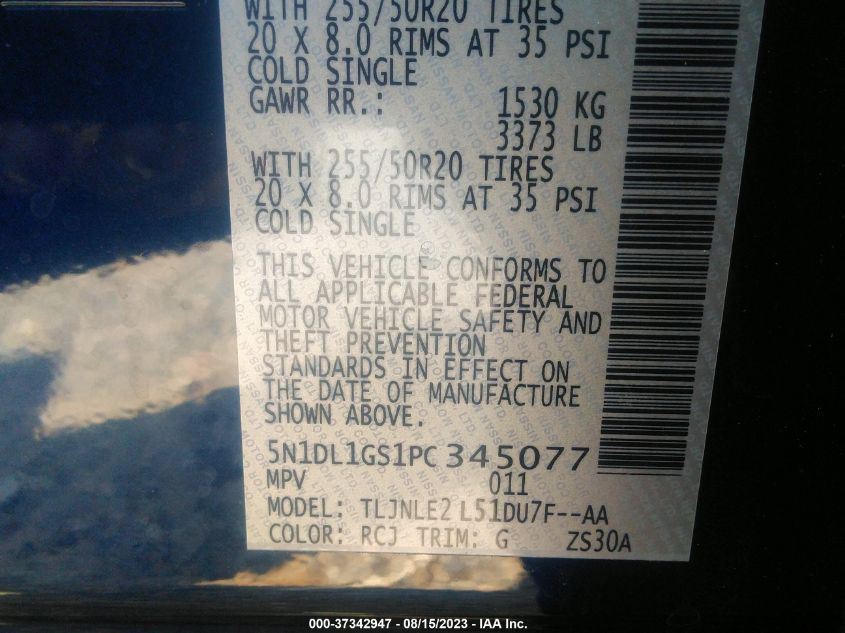 WITH 255/50R20 TIRES
20 X 8.0 RIMS AT 35 PSI
COLD SINGLE
GAWR RR.: 1530 KG
3373 LB
WITH 255/50R20 TIRES
20 X 8.0 RIMS AT 35 PSI
COLD SINGLE
THIS VEHICLE CONFORMS TO
ALL APPLICABLE FEDERAL
MOTOR VEHICLE SAFETY AND
THEFT PREVENTION
STANDARDS IN EFFECT ON
THE DATE OF MANUFACTURE
SHOWN ABOVE.
5N1DL1GS1PC345077
MPV 011
MODEL: TLJNLE2 L51DU7F--AA
COLOR: RCJ TRIM: G ZS30A
000-37342947 - 08/15/2023 - IAA Inc.